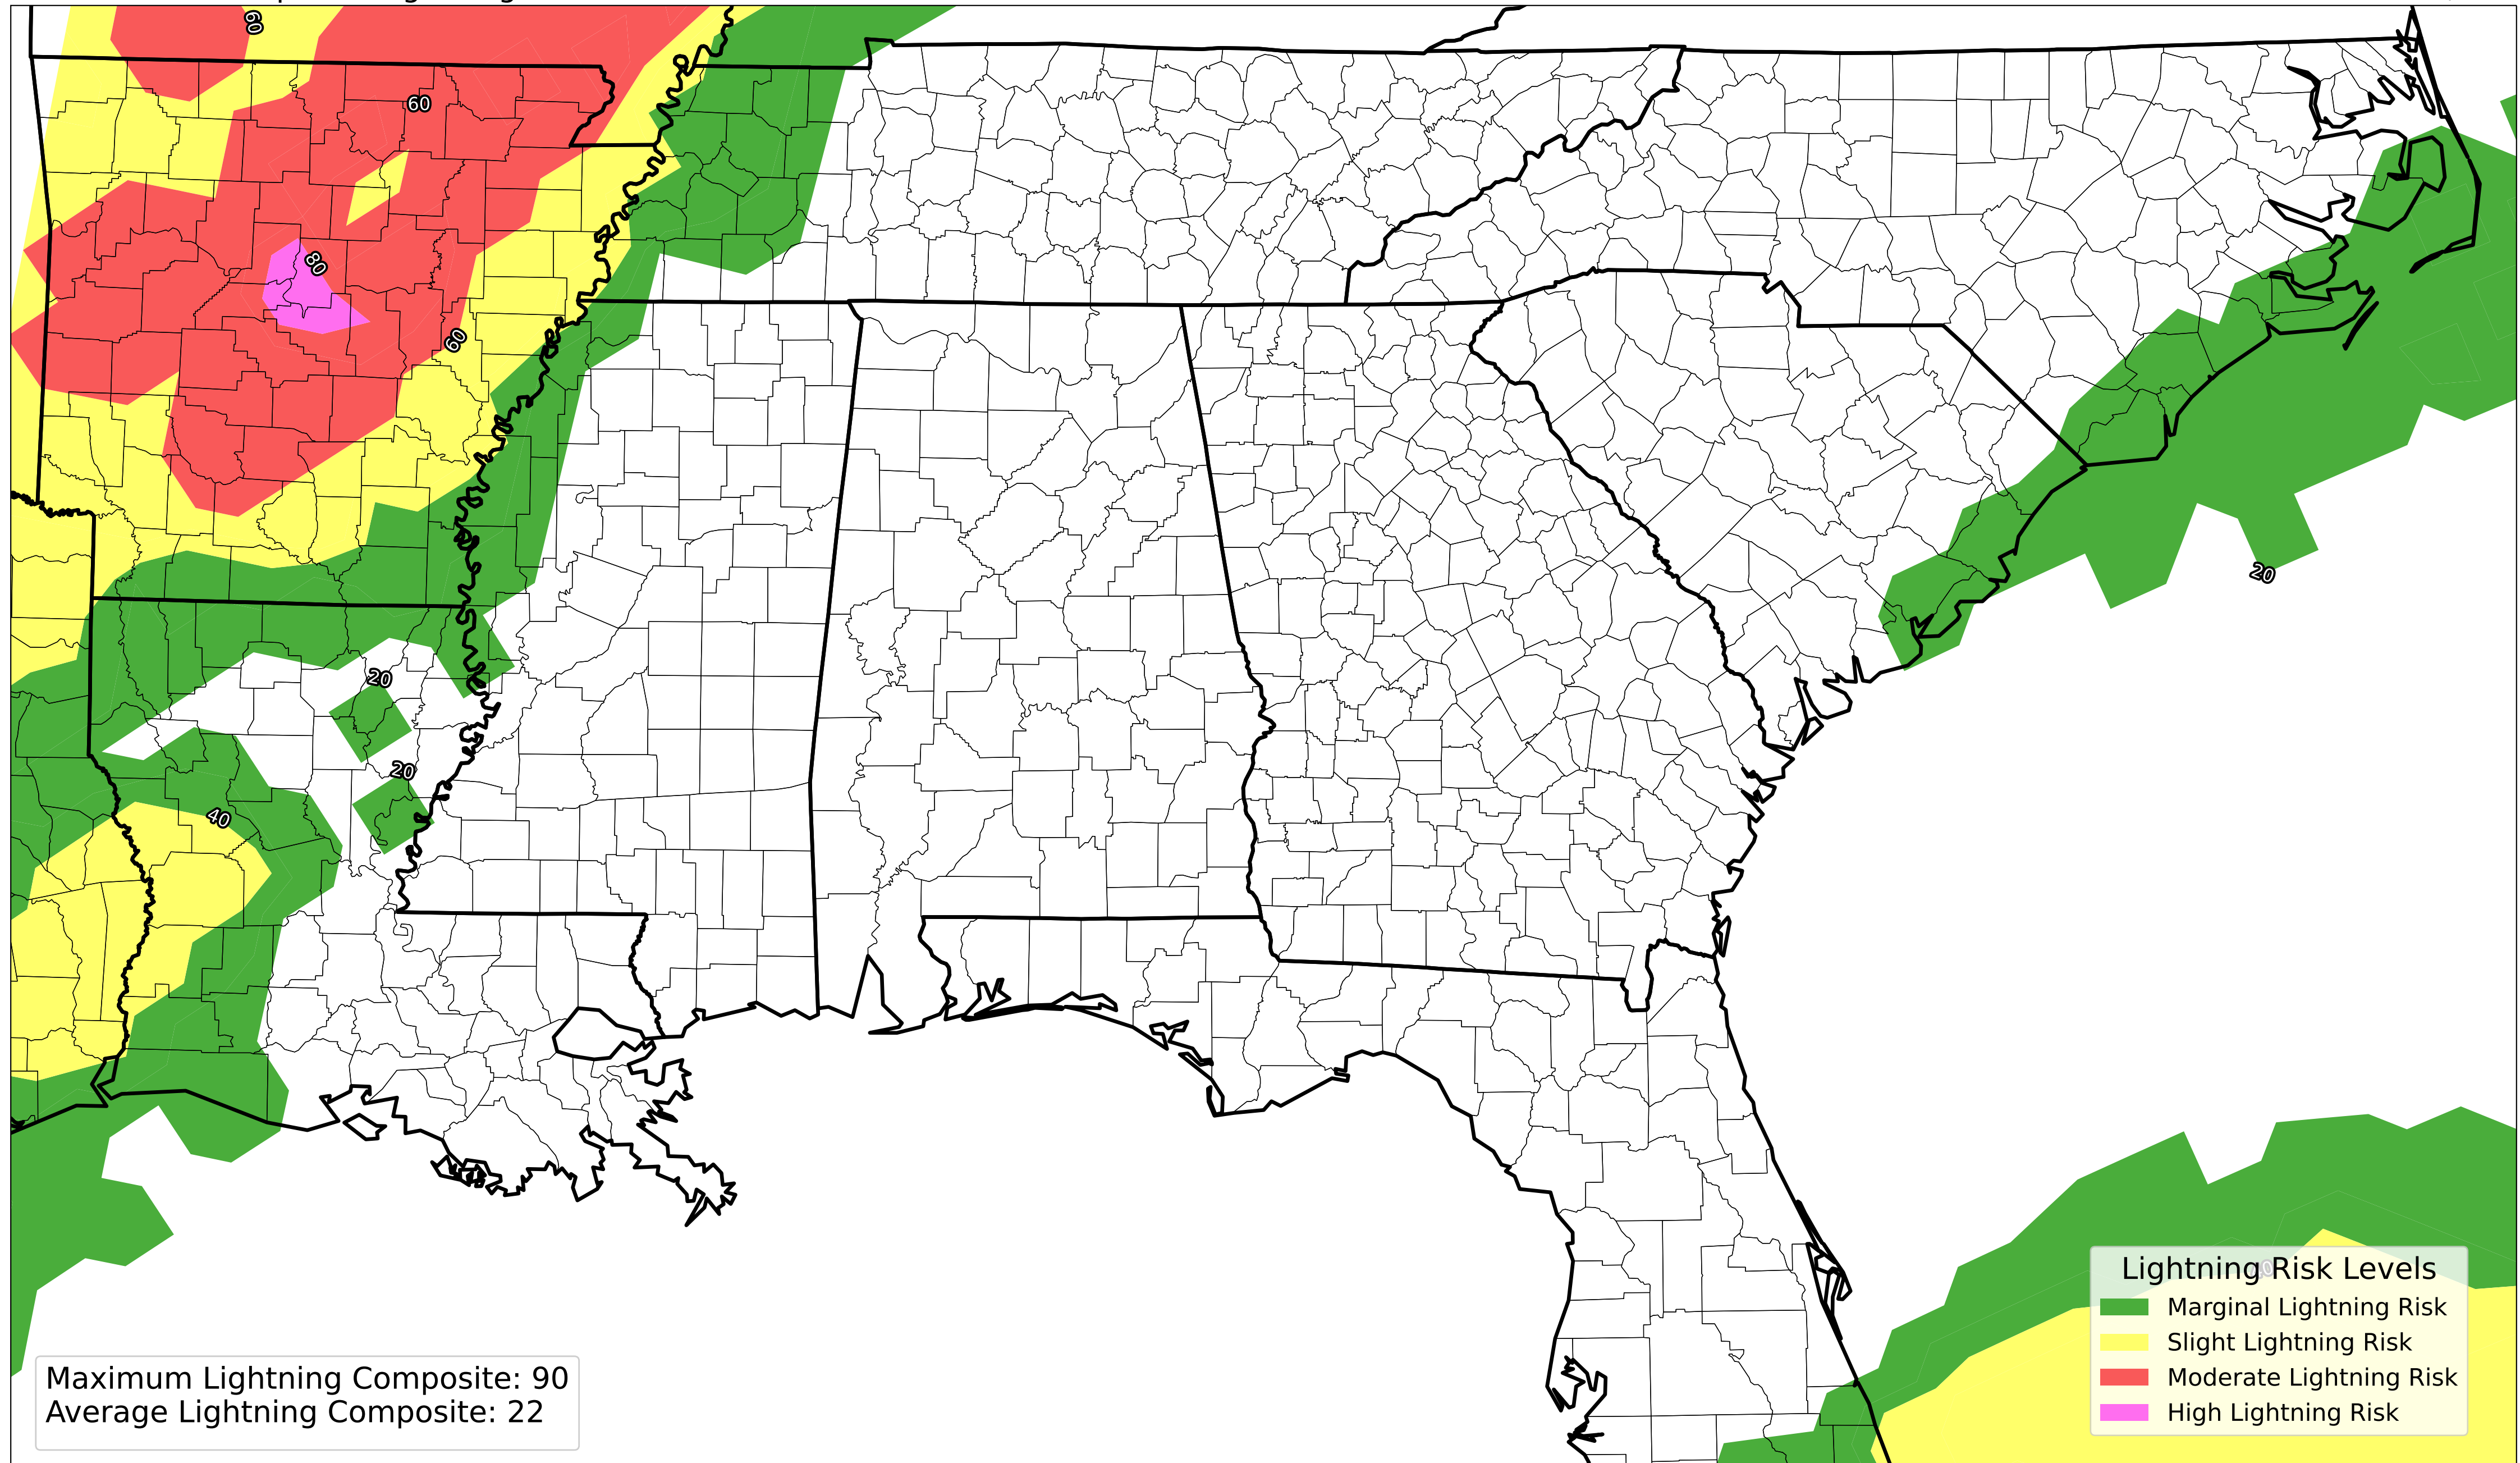 60
60
80
60
20
20
20
40
Lightning Risk Levels
Marginal Lightning Risk
Slight Lightning Risk
Moderate Lightning Risk
High Lightning Risk
Maximum Lightning Composite: 90
Average Lightning Composite: 22